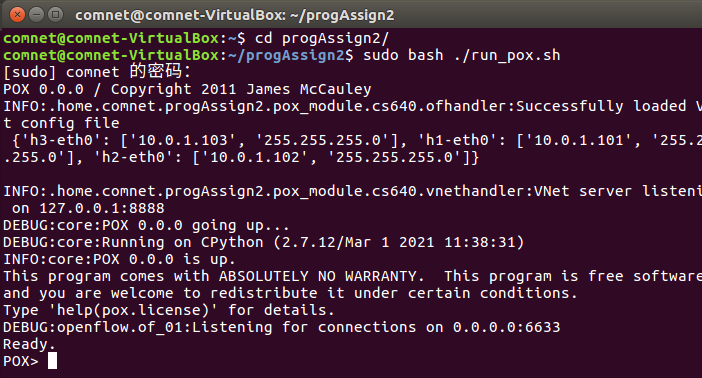 comnet@comnet-VirtualBox: ~/progAssign2
comnet@comnet-VirtualBox:~$ cd progAssign2/
comnet@comnet-VirtualBox:~/progAssign2$ sudo bash ./run_pox.sh
[sudo] comnet 的密码：
POX 0.0.0 / Copyright 2011 James McCauley
INFO:.home.comnet.progAssign2.pox_module.cs640.ofhandler:Successfully loaded V
t config file
 {'h3-eth0': ['10.0.1.103', '255.255.255.0'], 'h1-eth0': ['10.0.1.101', '255.2
.255.0'], 'h2-eth0': ['10.0.1.102', '255.255.255.0']}

INFO:.home.comnet.progAssign2.pox_module.cs640.vnethandler:VNet server listeni
 on 127.0.0.1:8888
DEBUG:core:POX 0.0.0 going up...
DEBUG:core:Running on CPython (2.7.12/Mar 1 2021 11:38:31)
INFO:core:POX 0.0.0 is up.
This program comes with ABSOLUTELY NO WARRANTY.  This program is free software
and you are welcome to redistribute it under certain conditions.
Type 'help(pox.license)' for details.
DEBUG:openflow.of_01:Listening for connections on 0.0.0.0:6633
Ready.
POX>